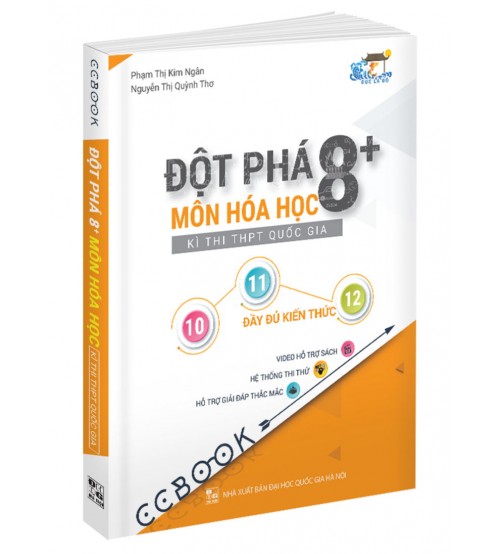 Phạm Thị Kim Ngân
Nguyễn Thị Quỳnh Thơ
ĐỘT PHÁ 8+
MÔN HÓA HỌC
KÌ THI THPT QUỐC GIA
10
11
12
ĐẦY ĐỦ KIẾN THỨC
VIDEO HỖ TRỢ SÁCH
HỆ THỐNG THI THỬ
HỖ TRỢ GIẢI ĐÁP THẮC MẮC
CCBOOK
NHÀ XUẤT BẢN ĐẠI HỌC QUỐC GIA HÀ NỘI
CCBOOK
ĐỘT PHÁ 8+ MÔN HÓA HỌC
KÌ THI THPT QUỐC GIA